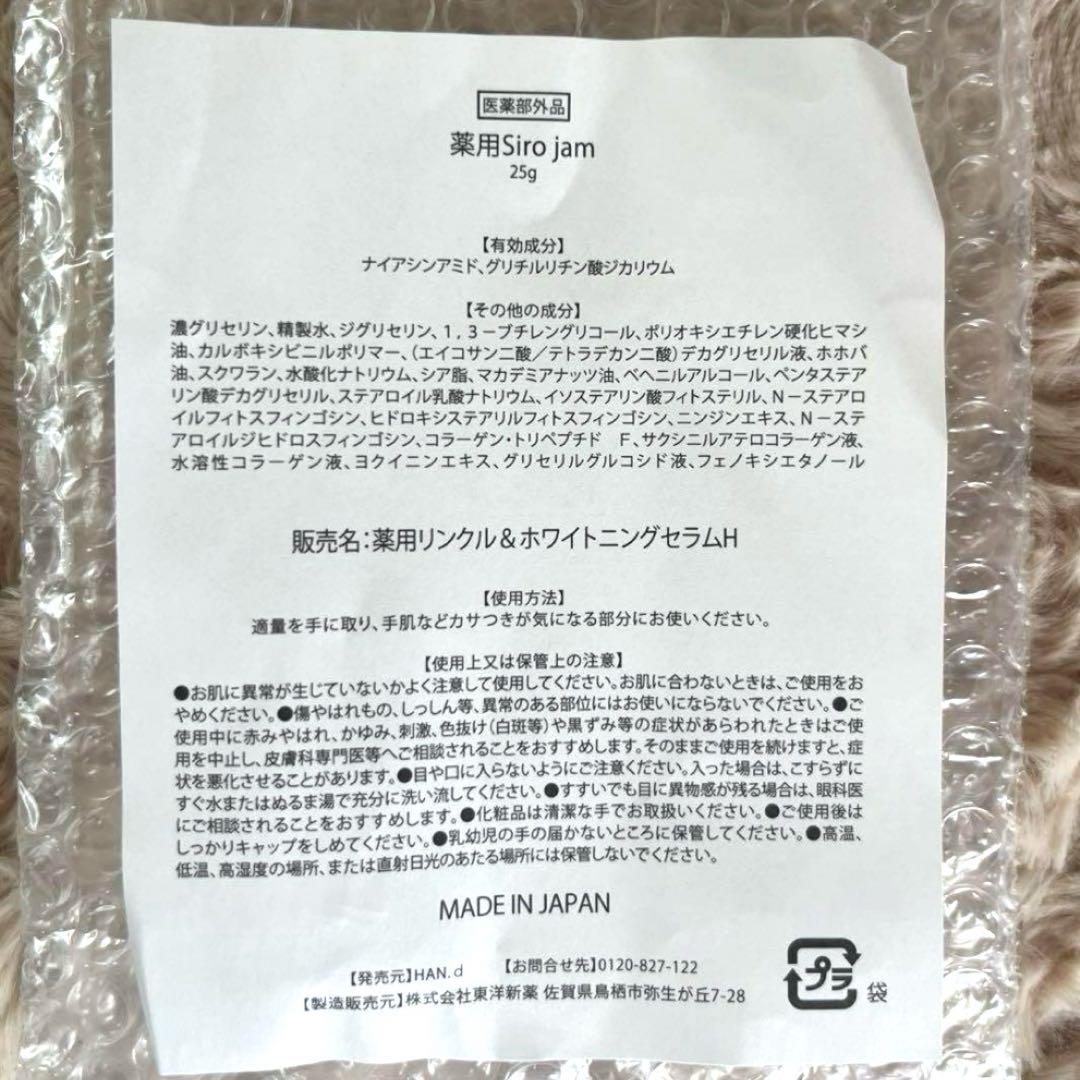 医薬部外品
薬用Siro jam
25g
【有効成分】
ナイアシンアミド、グリチルリチン酸ジカリウム
【その他の成分】
濃グリセリン、精製水、ジグリセリン、1,3－ブチレングリコール、ポリオキシエチレン硬化ヒマシ
油、カルボキシビニルポリマー、（エイコサン二酸／テトラデカン二酸）デカグリセリル液、ホホバ
油、スクワラン、水酸化ナトリウム、シア脂、マカデミアナッツ油、ベヘニルアルコール、ペンタステア
リン酸デカグリセリル、ステアロイル乳酸ナトリウム、イソステアリン酸フィトステリル、N－ステアロ
イルフィトスフィンゴシン、ヒドロキシステアリルフィトスフィンゴシン、ニンジンエキス、N－ステ
アロイルジヒドロスフィンゴシン、コラーゲン・トリペプチド F、サクシニルアテロコラーゲン液、
水溶性コラーゲン液、ヨクイニンエキス、グリセリルグルコシド液、フェノキシエタノール
販売名：薬用リンクル＆ホワイトニングセラムH
【使用方法】
適量を手に取り、手肌などカサつきが気になる部分にお使いください。
【使用上又は保管上の注意】
●お肌に異常が生じていないかよく注意して使用してください。お肌に合わないときは、ご使用をお
やめください。●傷やはれもの、しっしん等、異常のある部位にはお使いにならないでください。●ご
使用中に赤みやはれ、かゆみ、刺激、色抜け（白斑等）や黒ずみ等の症状があらわれたときはご使
用を中止し、皮膚科専門医等へご相談されることをおすすめします。そのままご使用を続けますと、症
状を悪化させることがあります。●目や口に入らないようにご注意ください。入った場合は、こすらずに
すぐ水またはぬるま湯で充分に洗い流してください。●すすいでも目に異物感が残る場合は、眼科医
にご相談されることをおすすめします。●化粧品は清潔な手でお取扱いください。●ご使用後は
しっかりキャップをしめてください。●乳幼児の手の届かないところに保管してください。●高温、
低温、高湿度の場所、または直射日光のあたる場所には保管しないでください。
MADE IN JAPAN
【発売元】HAN.d 【お問合せ先】0120-827-122
【製造販売元】株式会社東洋新薬 佐賀県鳥栖市弥生が丘7-28
プラ
袋